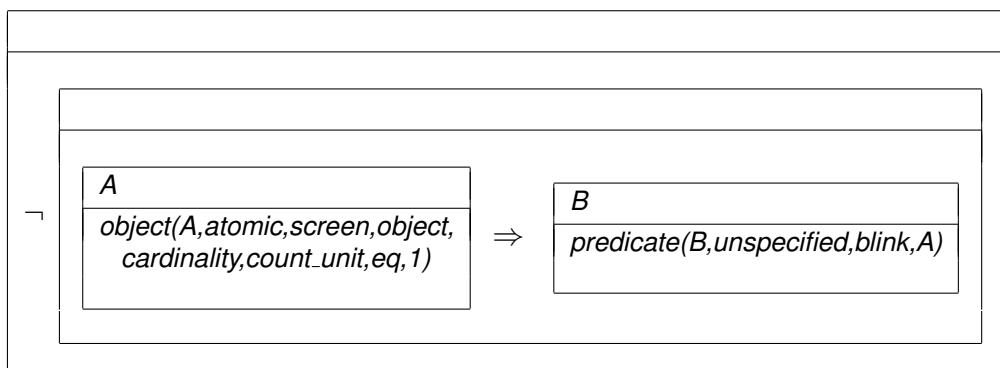 A
object(A,atomic,screen,object,
cardinality,count_unit,eq,1)
¬
⇒
B
predicate(B,unspecified,blink,A)